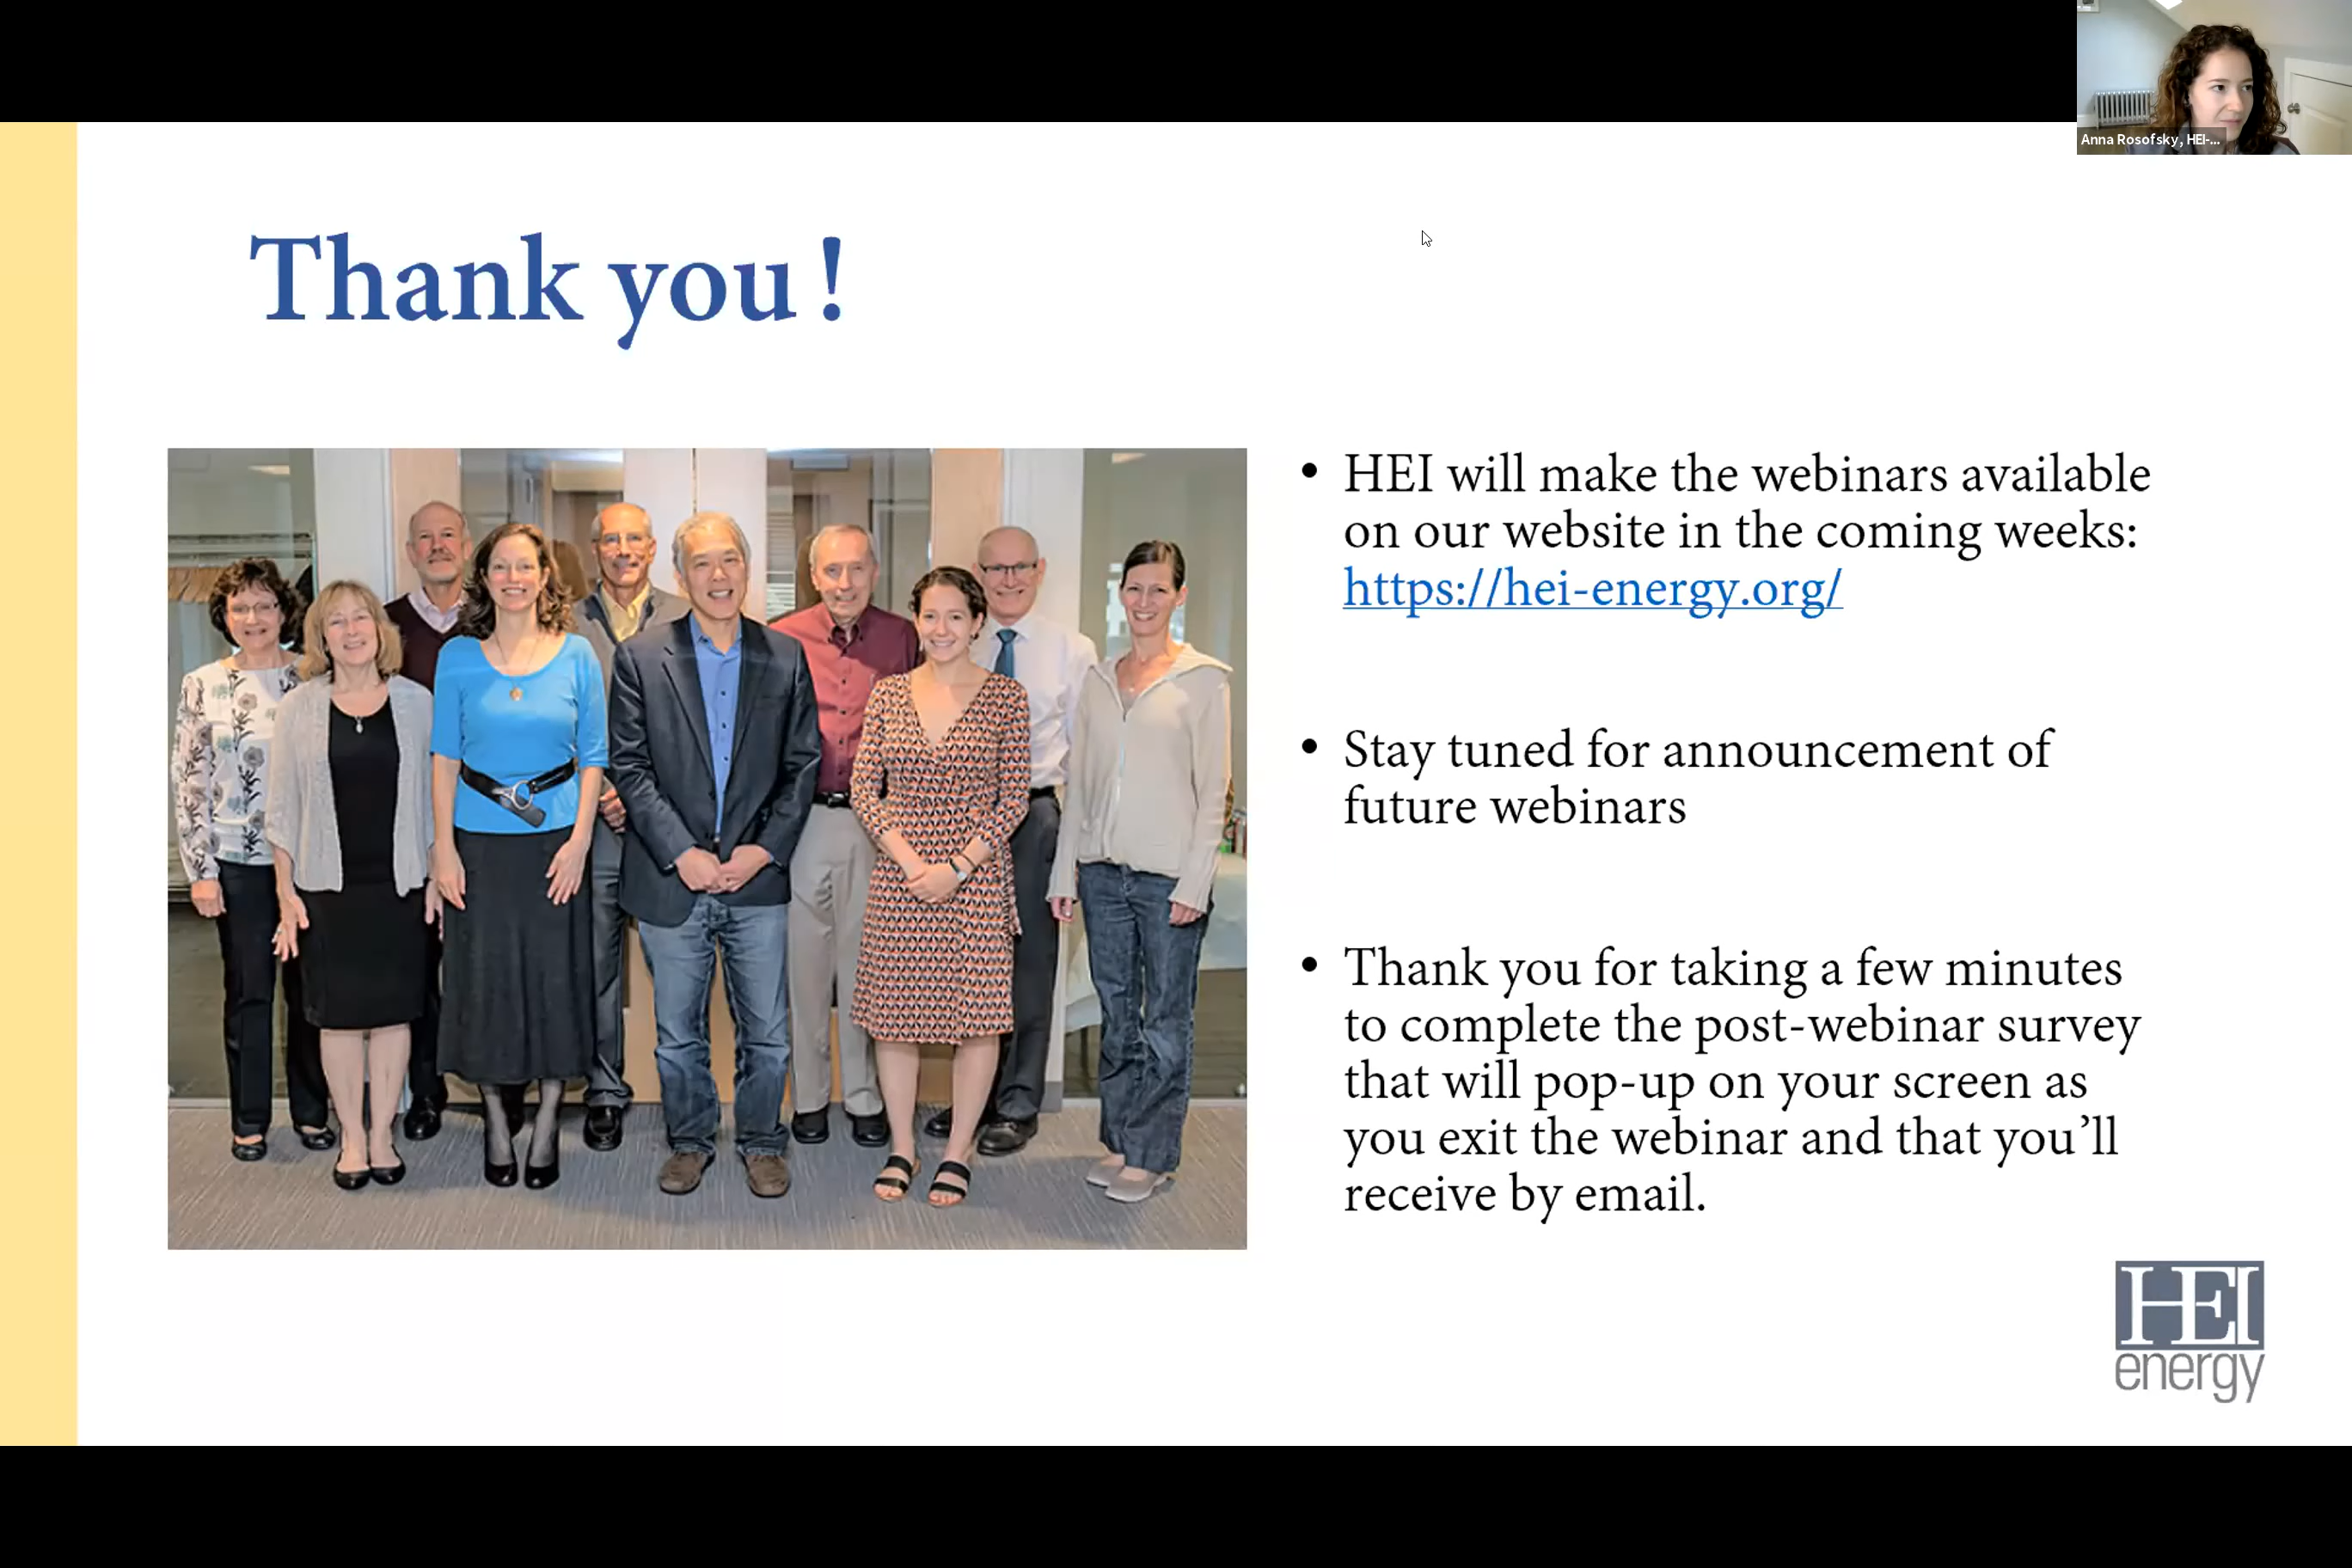 Anna Rosofsky, HEI-...
Thank you!
• HEI will make the webinars available
on our website in the coming weeks:
https://hei-energy.org/
• Stay tuned for announcement of
future webinars
• Thank you for taking a few minutes
to complete the post-webinar survey
that will pop-up on your screen as
you exit the webinar and that you’ll
receive by email.
HEI
energy